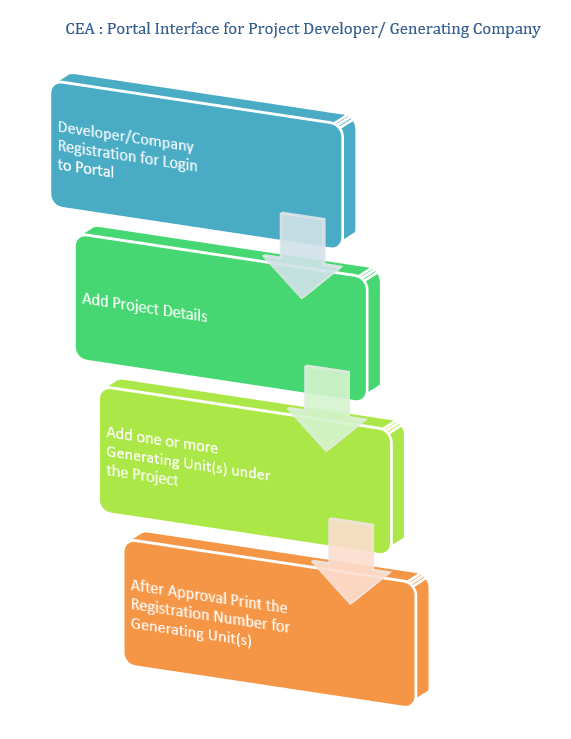 CEA : Portal Interface for Project Developer/ Generating Company
Developer/Company
Registration for Login
to Portal
Add Project Details
Add one or more
Generating Unit(s) under
the Project
After Approval Print the
Registration Number for
Generating Unit(s)